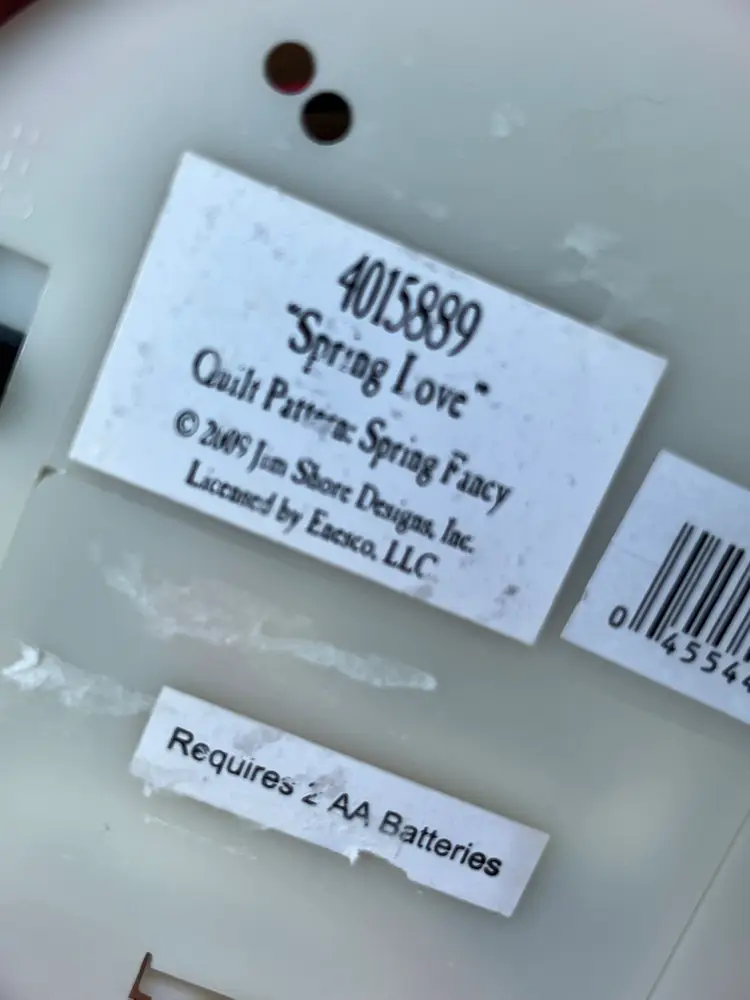 4015889
"Spring Love"
Quilt Pattern: Spring Fancy
© 2009 Jim Shore Designs, Inc.
Licensed by Enesco, LLC
0 4554
Requires 2 AA Batteries